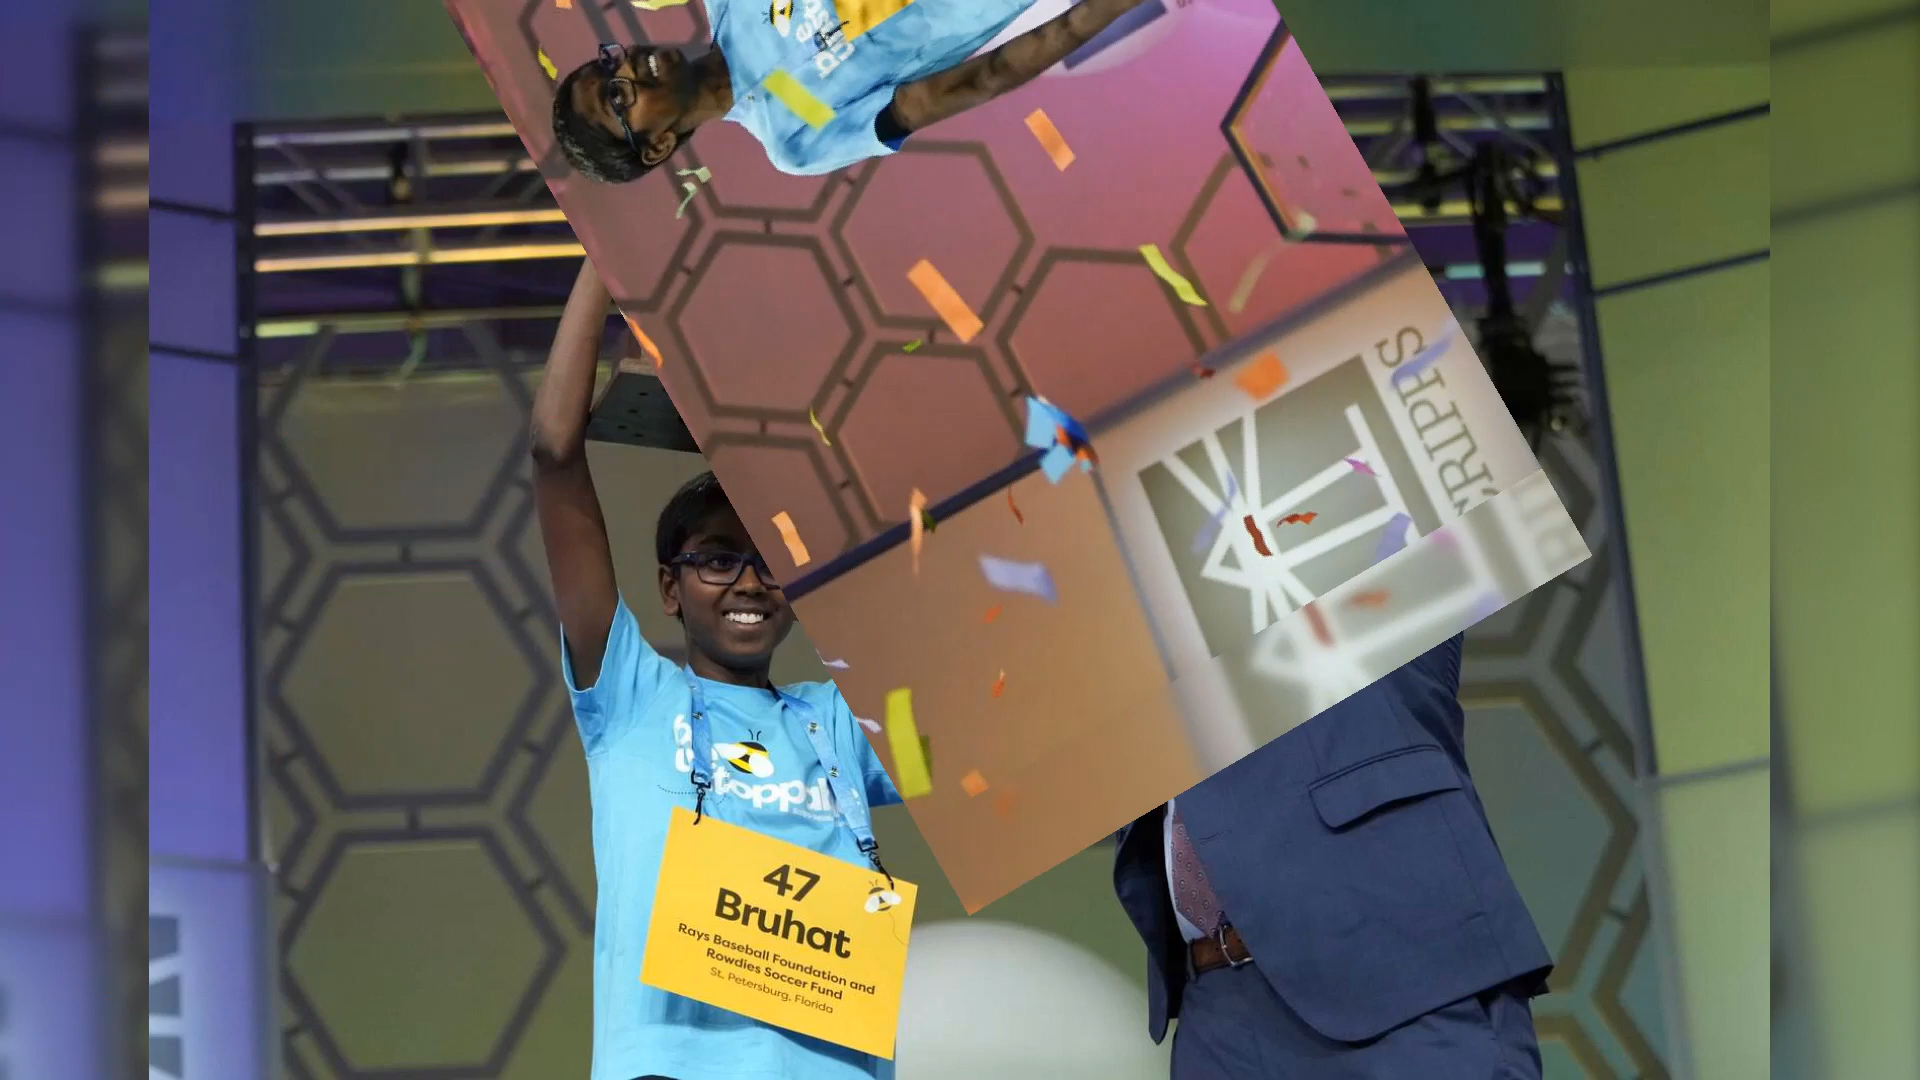 SCRIPPS
47
Bruhat
Rays Baseball Foundation and
Rowdies Soccer Fund
St. Petersburg, Florida